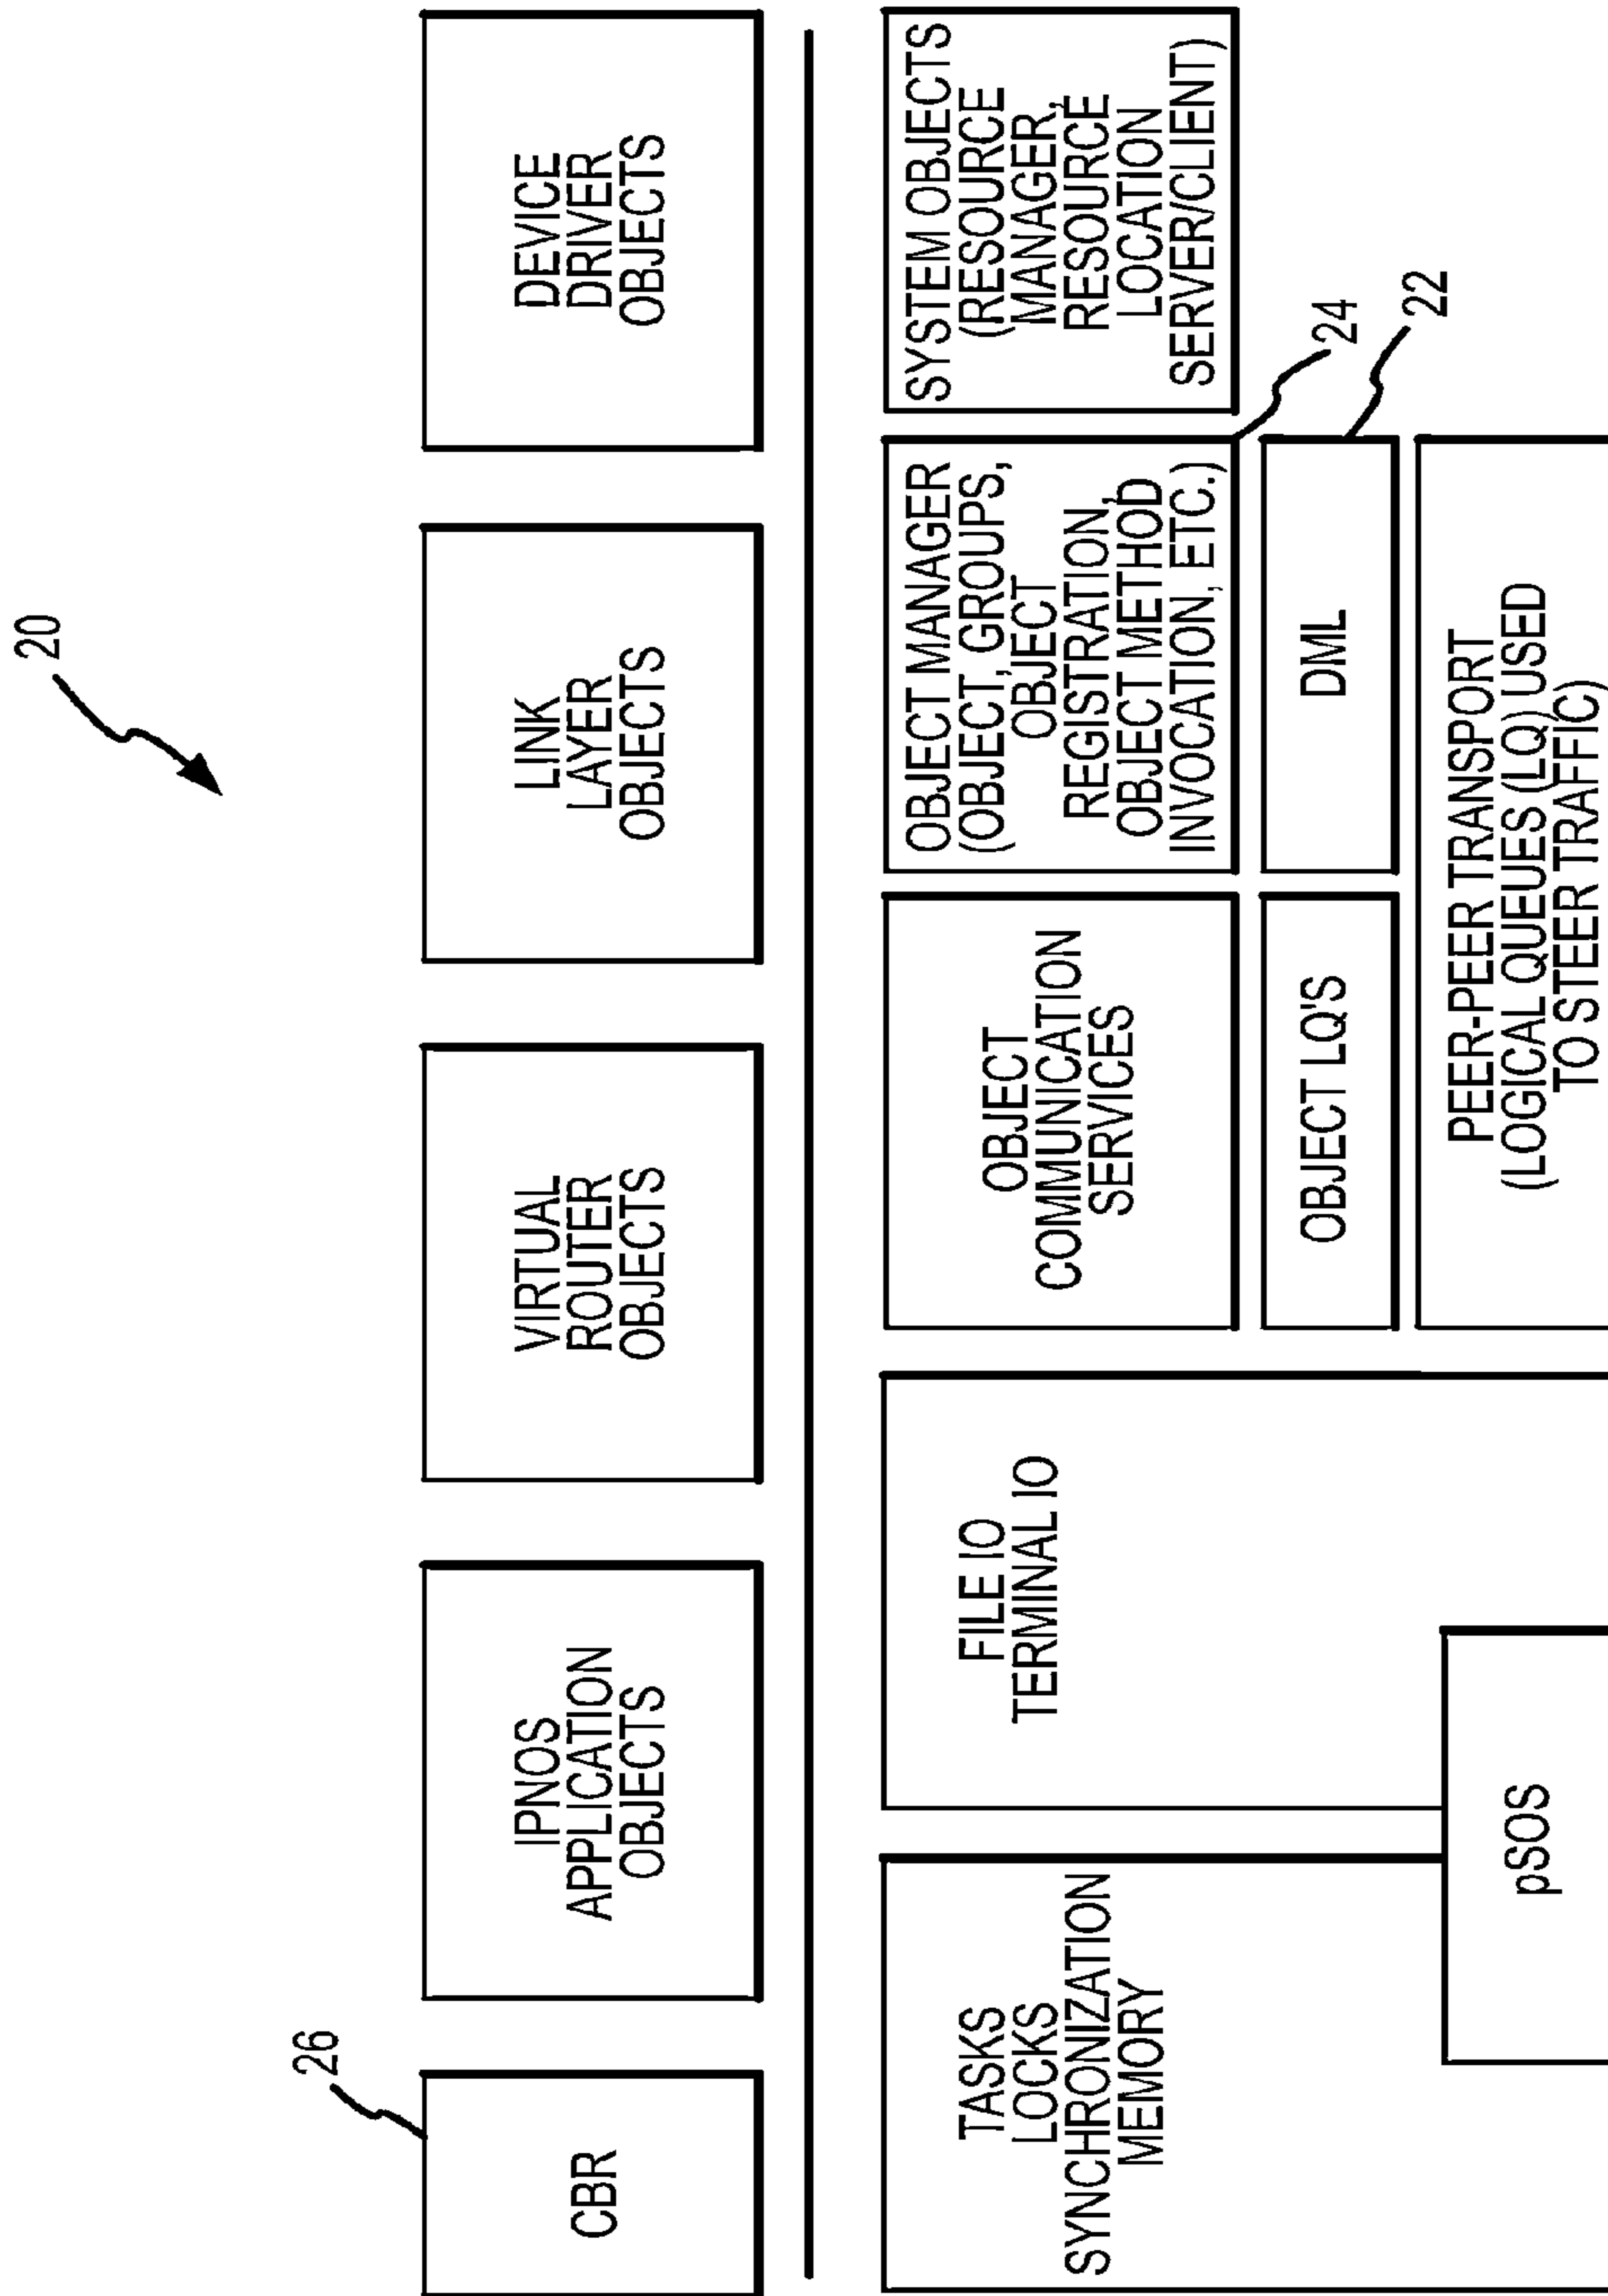 20
26
CBR
IPNOS
APPLICATION
OBJECTS
VIRTUAL
ROUTER
OBJECTS
LINK
LAYER
OBJECTS
DEVICE
DRIVER
OBJECTS
TASKS
LOCKS
SYNCHRONIZATION
MEMORY
FILE IO
TERMINAL IO
pSOS
OBJECT
COMMUNICATION
SERVICES
OBJECT MANAGER
(OBJECT, GROUPS,
OBJECT
REGISTRATION,
OBJECT METHOD
INVOCATION, ETC.)
SYSTEM OBJECTS
(RESOURCE
MANAGER,
RESOURCE
LOCATION
SERVER/CLIENT)
24
OBJECT LQ'S
DML
22
PEER-PEER TRANSPORT
(LOGICAL QUEUES (LQ) USED
TO STEER TRAFFIC)